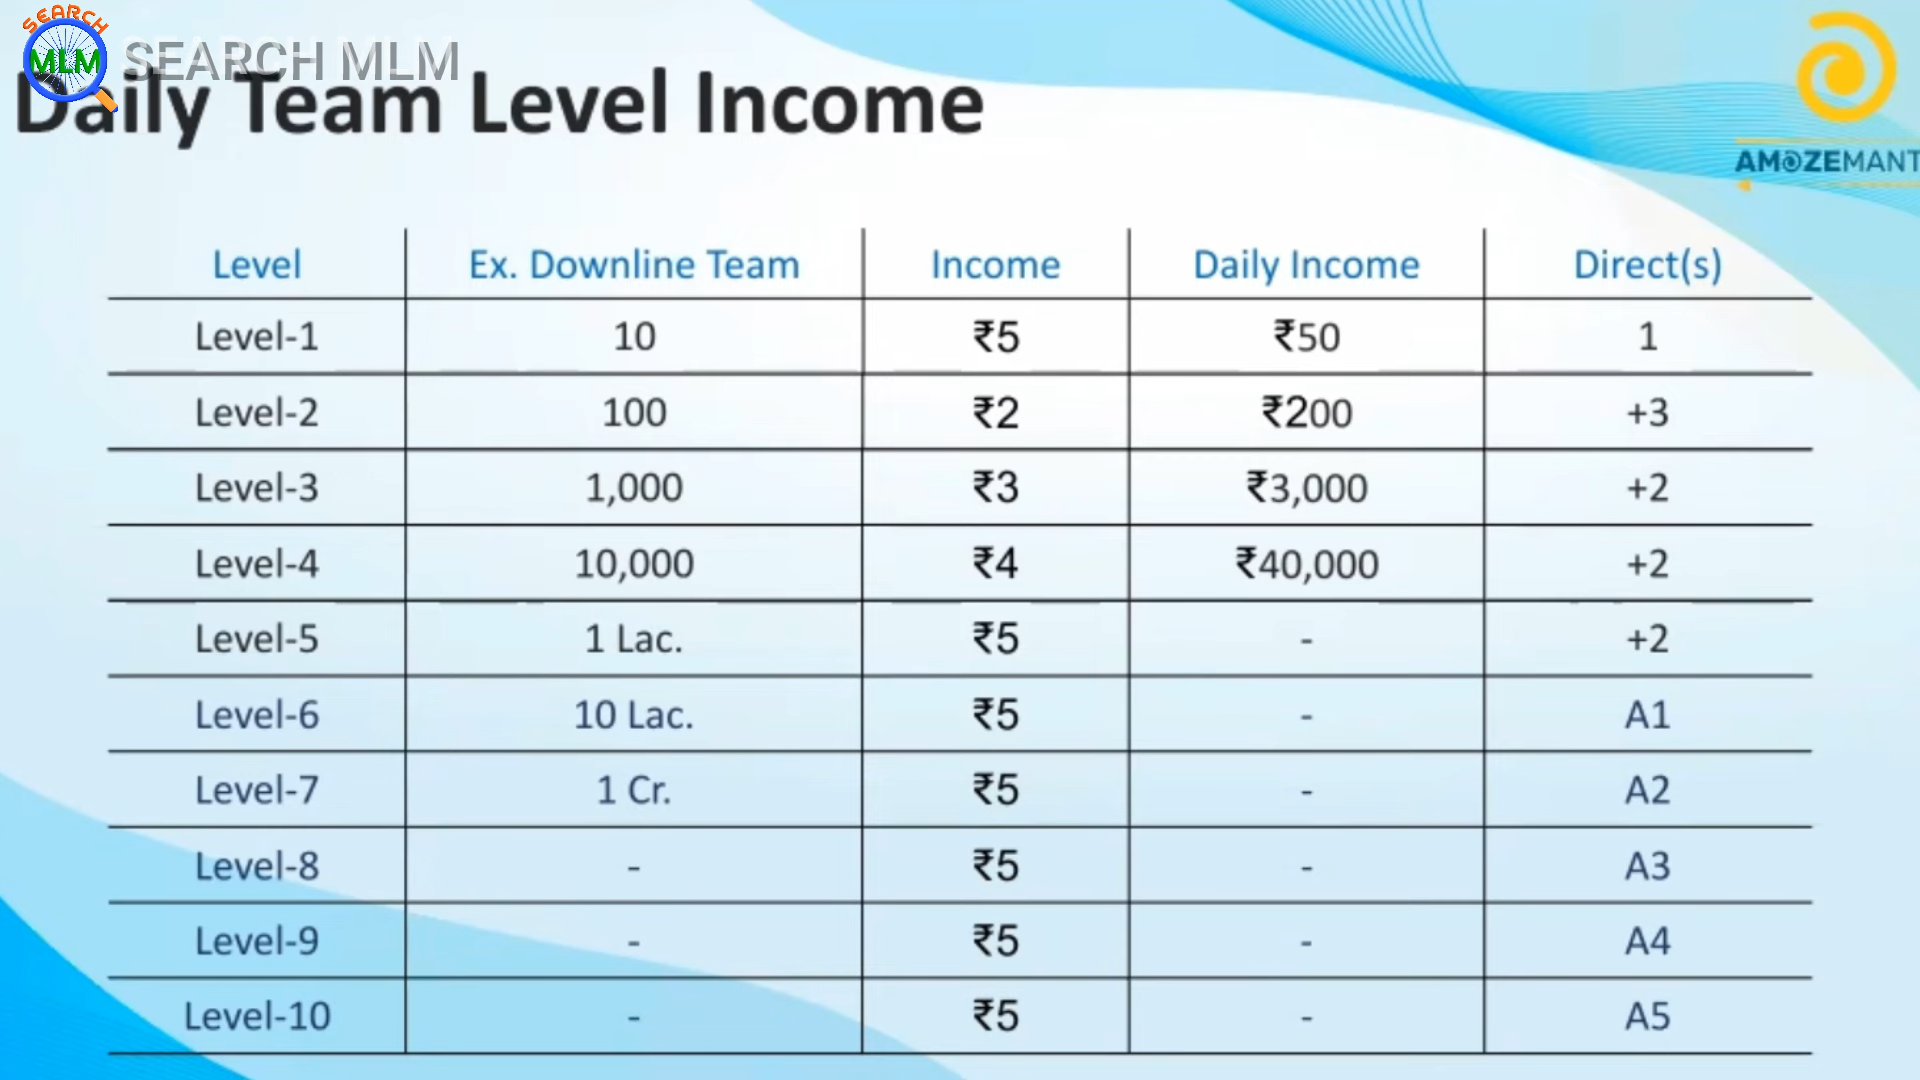 SEARCH
MLM
SEARCH MLM
Daily Team Level Income
AMOZEMANT
Level Ex. Downline Team Income Daily Income Direct(s)
Level-1 10 ₹5 ₹50 1
Level-2 100 ₹2 ₹200 +3
Level-3 1,000 ₹3 ₹3,000 +2
Level-4 10,000 ₹4 ₹40,000 +2
Level-5 1 Lac. ₹5 - +2
Level-6 10 Lac. ₹5 - A1
Level-7 1 Cr. ₹5 - A2
Level-8 - ₹5 - A3
Level-9 - ₹5 - A4
Level-10 - ₹5 - A5